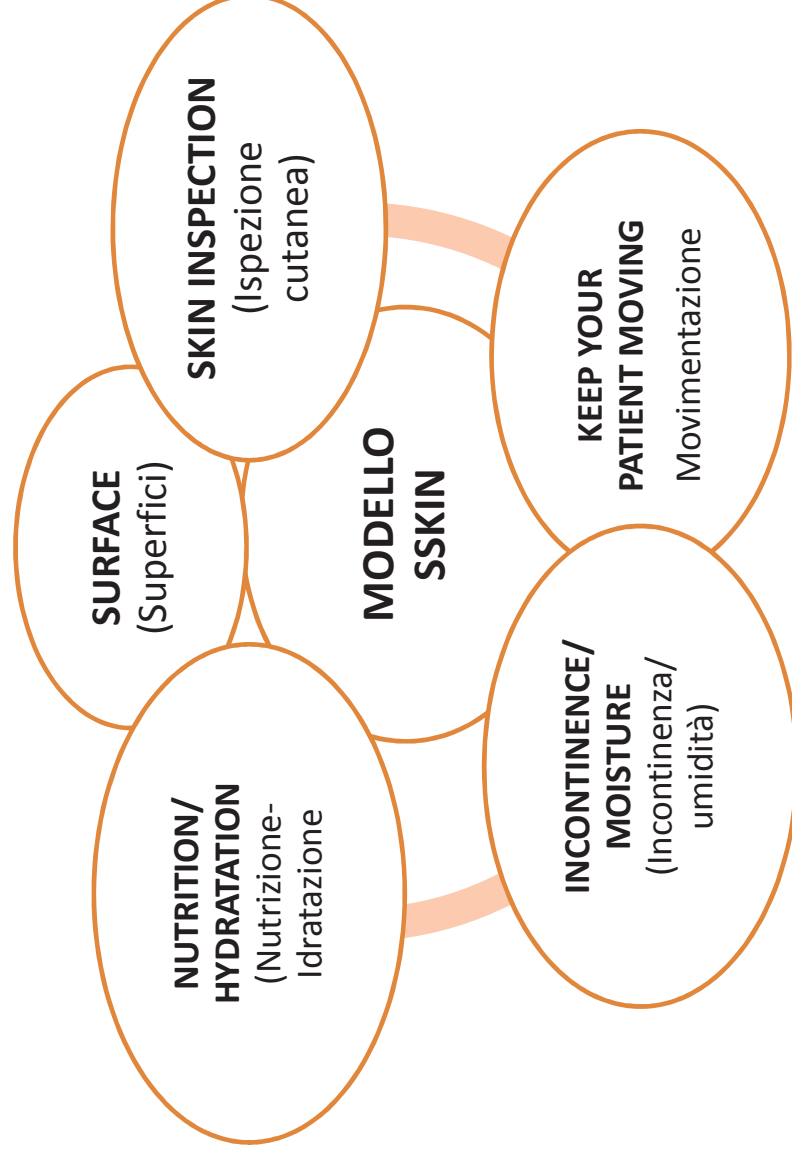 SURFACE
(Superfici)
SKIN INSPECTION
(Ispezione
cutanea)
KEEP YOUR
PATIENT MOVING
Movimentazione
INCONTINENCE/
MOISTURE
(Incontinenza/
umidità)
NUTRITION/
HYDRATATION
(Nutrizione-
Idratazione
MODELLO
SSKIN